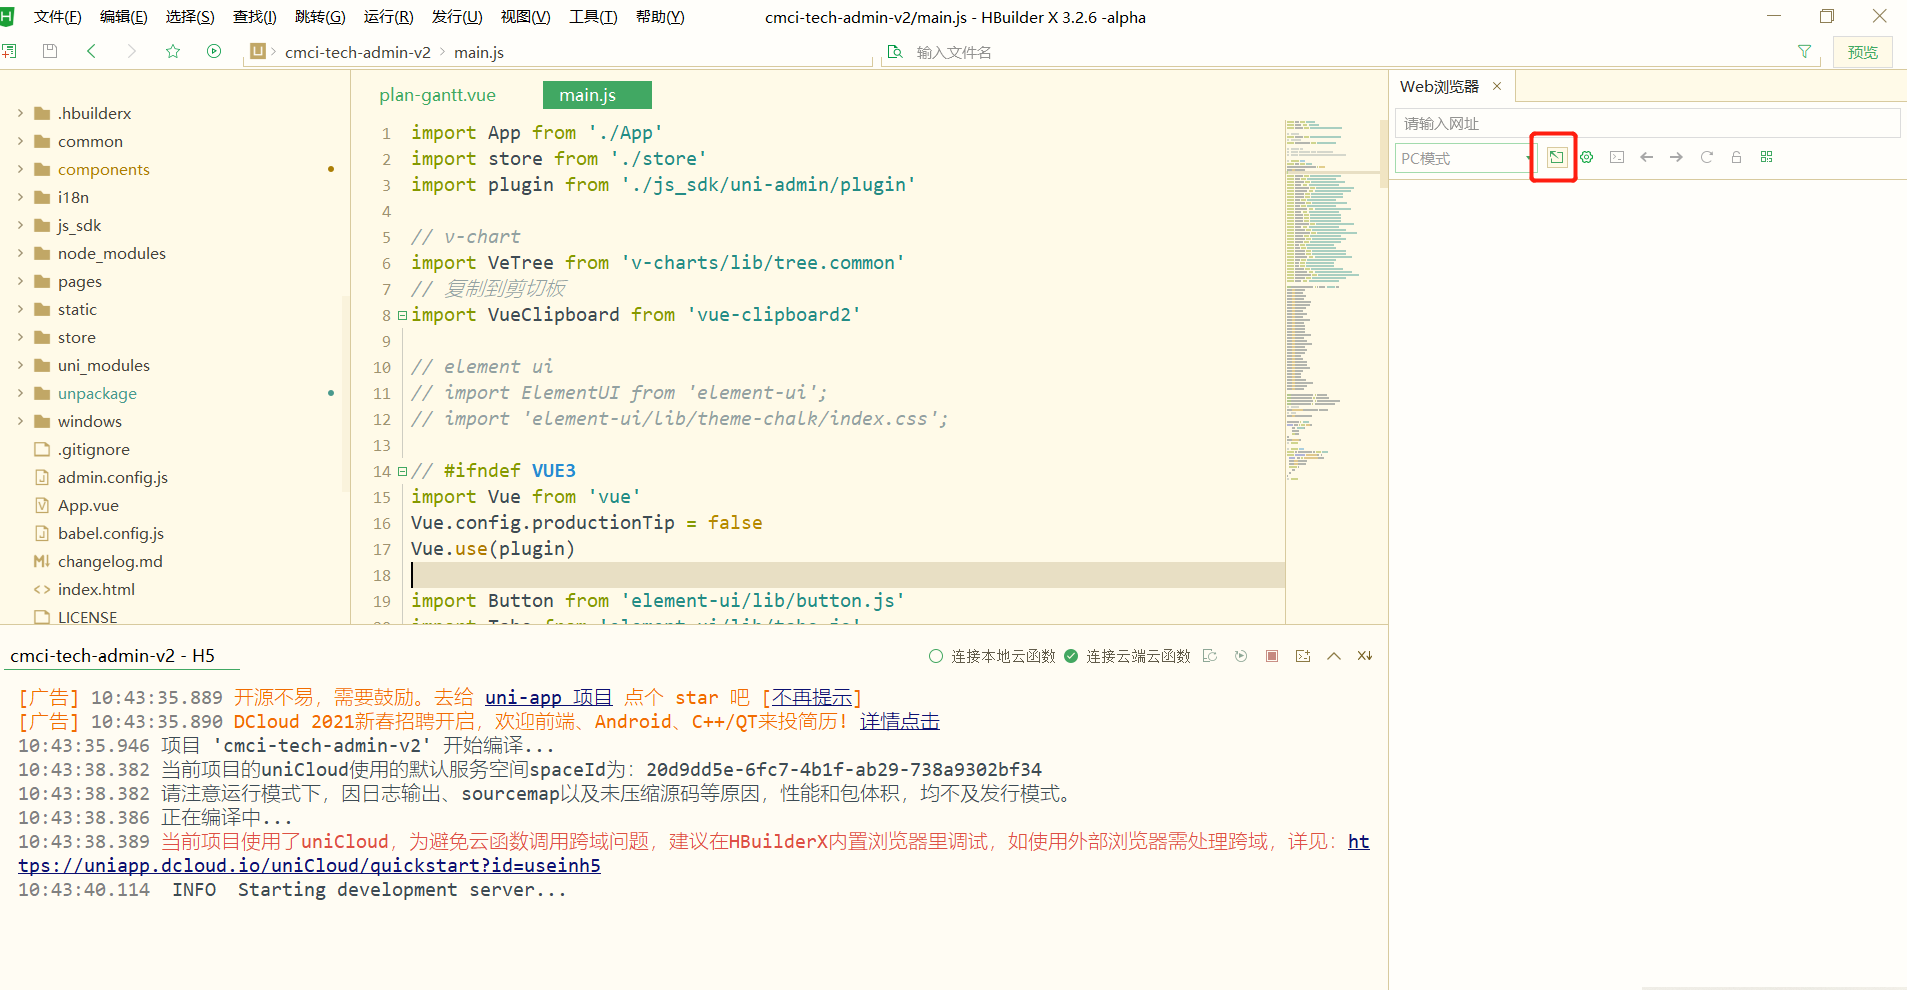 文件(F) 编辑(E) 选择(S) 查找(I) 跳转(G) 运行(R) 发行(U) 视图(V) 工具(T) 帮助(Y) cmci-tech-admin-v2/main.js - HBuilder X 3.2.6 -alpha
U cmci-tech-admin-v2 main.js 输入文件名 预览
.hbuilderx
common
components
i18n
js_sdk
node_modules
pages
static
store
uni_modules
unpackage
windows
.gitignore
admin.config.js
App.vue
babel.config.js
changelog.md
index.html
LICENSE
plan-gantt.vue main.js
1 import App from './App'
2 import store from './store'
3 import plugin from './js_sdk/uni-admin/plugin'
4
5 // v-chart
6 import VeTree from 'v-charts/lib/tree.common'
7 // 复制到剪切板
8 import VueClipboard from 'vue-clipboard2'
9
10 // element ui
11 // import ElementUI from 'element-ui';
12 // import 'element-ui/lib/theme-chalk/index.css';
13
14 // #ifndef VUE3
15 import Vue from 'vue'
16 Vue.config.productionTip = false
17 Vue.use(plugin)
18
19 import Button from 'element-ui/lib/button.js'
Web浏览器
请输入网址
PC模式
cmci-tech-admin-v2 - H5 连接本地云函数 连接云端云函数
[广告] 10:43:35.889 开源不易，需要鼓励。去给 uni-app 项目 点个 star 吧 [不再提示]
[广告] 10:43:35.890 DCloud 2021新春招聘开启，欢迎前端、Android、C++/QT来投简历！详情点击
10:43:35.946 项目 'cmci-tech-admin-v2' 开始编译...
10:43:38.382 当前项目的uniCloud使用的默认服务空间spaceId为：20d9dd5e-6fc7-4b1f-ab29-738a9302bf34
10:43:38.382 请注意运行模式下，因日志输出、sourcemap以及未压缩源码等原因，性能和包体积，均不及发行模式。
10:43:38.386 正在编译中...
10:43:38.389 当前项目使用了uniCloud，为避免云函数调用跨域问题，建议在HBuilderX内置浏览器里调试，如使用外部浏览器需处理跨域，详见：ht
tps://uniapp.dcloud.io/uniCloud/quickstart?id=useinh5
10:43:40.114 INFO Starting development server...